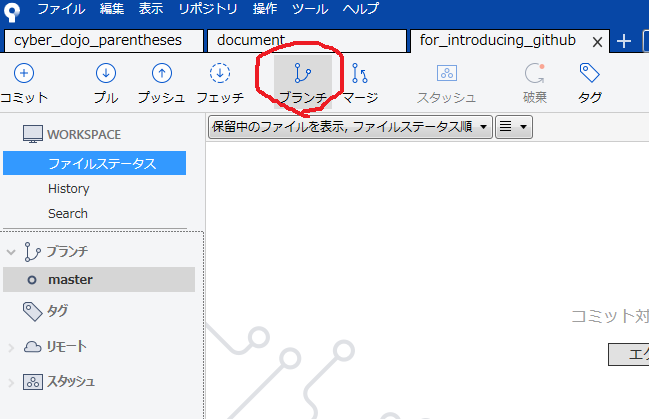 ファイル 編集 表示 リポジトリ 操作 ツール ヘルプ
cyber_dojo_parentheses document for_introducing_github
コミット プル プッシュ フェッチ ブランチ マージ スタッシュ 破棄 タグ
WORKSPACE
保留中のファイルを表示, ファイルステータス順
ファイルステータス
History
Search
ブランチ
master
タグ
コミット対
リモート
エク
スタッシュ